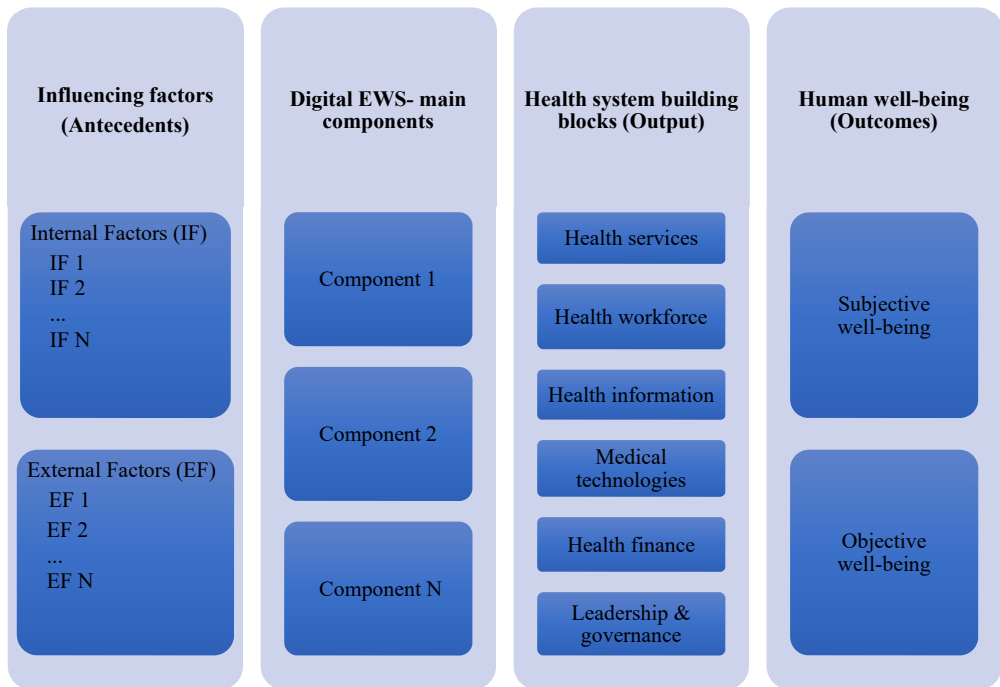 Influencing factors
(Antecedents)
Internal Factors (IF)
IF 1
IF 2
...
IF N
External Factors (EF)
EF 1
EF 2
...
EF N
Digital EWS- main
components
Component 1
Component 2
Component N
Health system building
blocks (Output)
Health services
Health workforce
Health information
Medical
technologies
Health finance
Leadership &
governance
Human well-being
(Outcomes)
Subjective
well-being
Objective
well-being